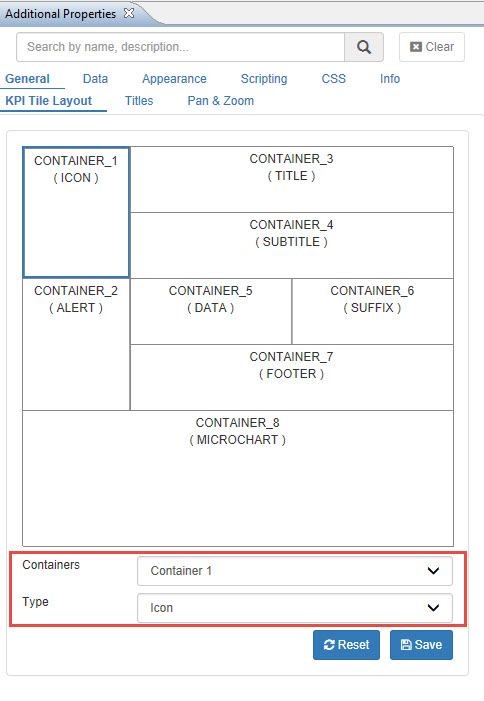 Additional Properties
Search by name, description...
Clear
General Data Appearance Scripting CSS Info
KPI Tile Layout Titles Pan & Zoom
CONTAINER_1
( ICON )
CONTAINER_3
( TITLE )
CONTAINER_4
( SUBTITLE )
CONTAINER_2
( ALERT )
CONTAINER_5
( DATA )
CONTAINER_6
( SUFFIX )
CONTAINER_7
( FOOTER )
CONTAINER_8
( MICROCHART )
Containers Container 1
Type Icon
Reset Save